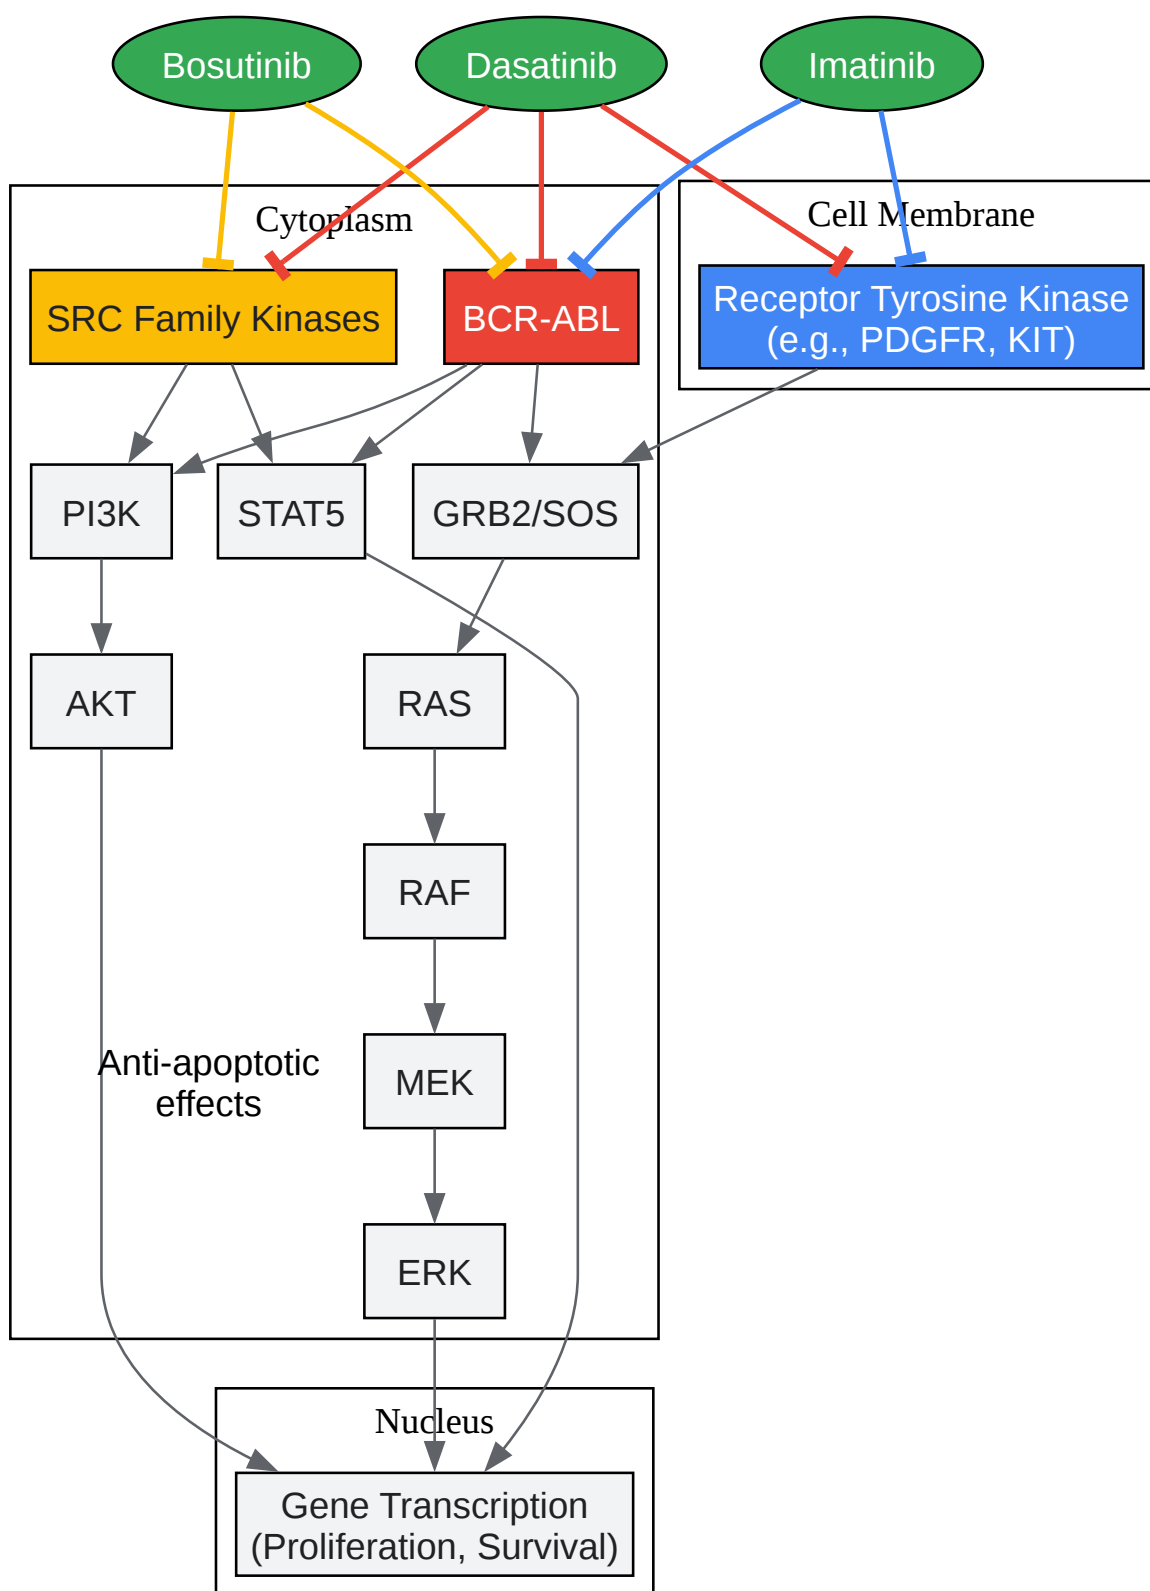 Bosutinib
Dasatinib
Imatinib
Cytoplasm
Cell Membrane
SRC Family Kinases
BCR-ABL
Receptor Tyrosine Kinase
(e.g., PDGFR, KIT)
PI3K
STAT5
GRB2/SOS
AKT
RAS
RAF
Anti-apoptotic
effects
MEK
ERK
Nucleus
Gene Transcription
(Proliferation, Survival)